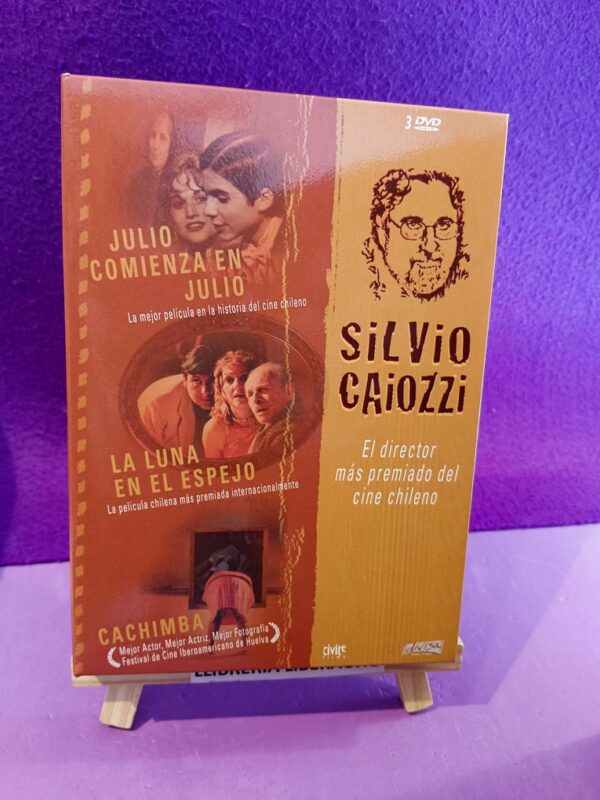 3 DVD
JULIO
COMIENZA EN
JULIO
La mejor película en la historia del cine chileno
SiLViO
CAiOZZi
El director
más premiado del
cine chileno
LA LUNA
EN EL ESPEJO
La película chilena más premiada internacionalmente
CACHIMBA
Mejor Actor, Mejor Actriz, Mejor Fotografía
Festival de Cine Iberoamericano de Huelva
civite
FILMS
DIVISA